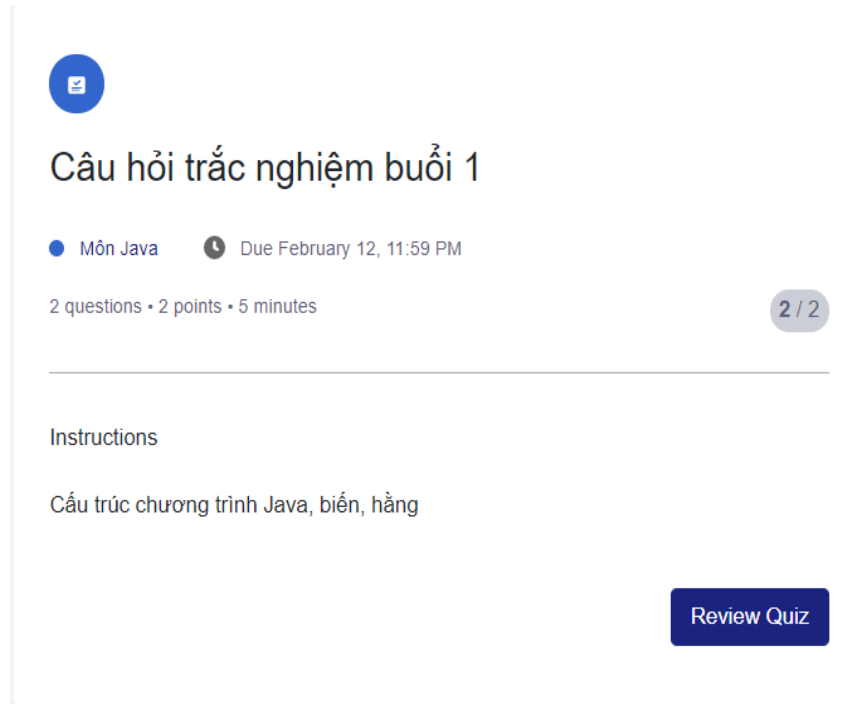 Câu hỏi trắc nghiệm buổi 1
Môn Java Due February 12, 11:59 PM
2 questions • 2 points • 5 minutes
2 / 2
Instructions
Cấu trúc chương trình Java, biến, hằng
Review Quiz